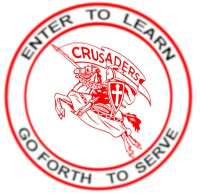 ENTER TO LEARN
CRUSADERS
GO FORTH TO SERVE